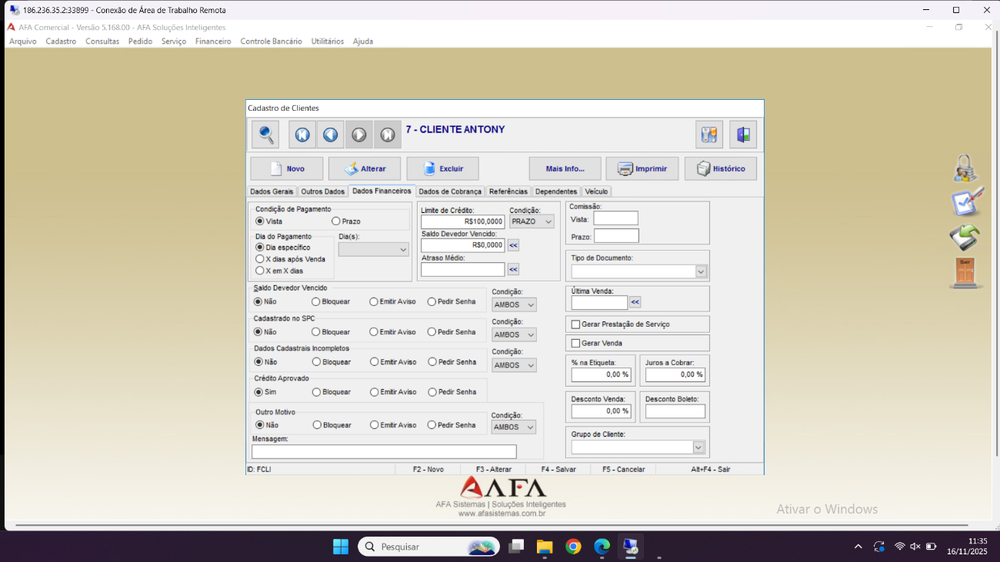 186.236.35.2:33899 - Conexão de Área de Trabalho Remota
AFA Comercial - Versão 5.168.00 - AFA Soluções Inteligentes
Arquivo Cadastro Consultas Pedido Serviço Financeiro Controle Bancário Utilitários Ajuda
Cadastro de Clientes
7 - CLIENTE ANTONY
Novo Alterar Excluir Mais Info... Imprimir Histórico
Dados Gerais Outros Dados Dados Financeiros Dados de Cobrança Referências Dependentes Veículo
Condição de Pagamento
Vista Prazo
Dia do Pagamento Dia(s):
Dia específico
X dias após Venda
X em X dias
Limite de Crédito: Condição:
R$100,0000 PRAZO
Saldo Devedor Vencido:
R$0,0000 <<
Atraso Médio:
<<
Comissão:
Vista:
Prazo:
Tipo de Documento:
Saldo Devedor Vencido Condição:
Não Bloquear Emitir Aviso Pedir Senha AMBOS
Cadastrado no SPC Condição:
Não Bloquear Emitir Aviso Pedir Senha AMBOS
Dados Cadastrais Incompletos Condição:
Não Bloquear Emitir Aviso Pedir Senha AMBOS
Crédito Aprovado
Sim Bloquear Emitir Aviso Pedir Senha
Outro Motivo Condição:
Não Bloquear Emitir Aviso Pedir Senha AMBOS
Mensagem:
Última Venda:
<<
Gerar Prestação de Serviço
Gerar Venda
% na Etiqueta: Juros a Cobrar:
0,00 % 0,00 %
Desconto Venda: Desconto Boleto:
0,00 %
Grupo de Cliente:
ID: FCLI F2 - Novo F3 - Alterar F4 - Salvar F5 - Cancelar Alt+F4 - Sair
Sair
AFA
AFA Sistemas | Soluções Inteligentes
www.afasistemas.com.br
Ativar o Windows
Pesquisar
11:35
16/11/2025